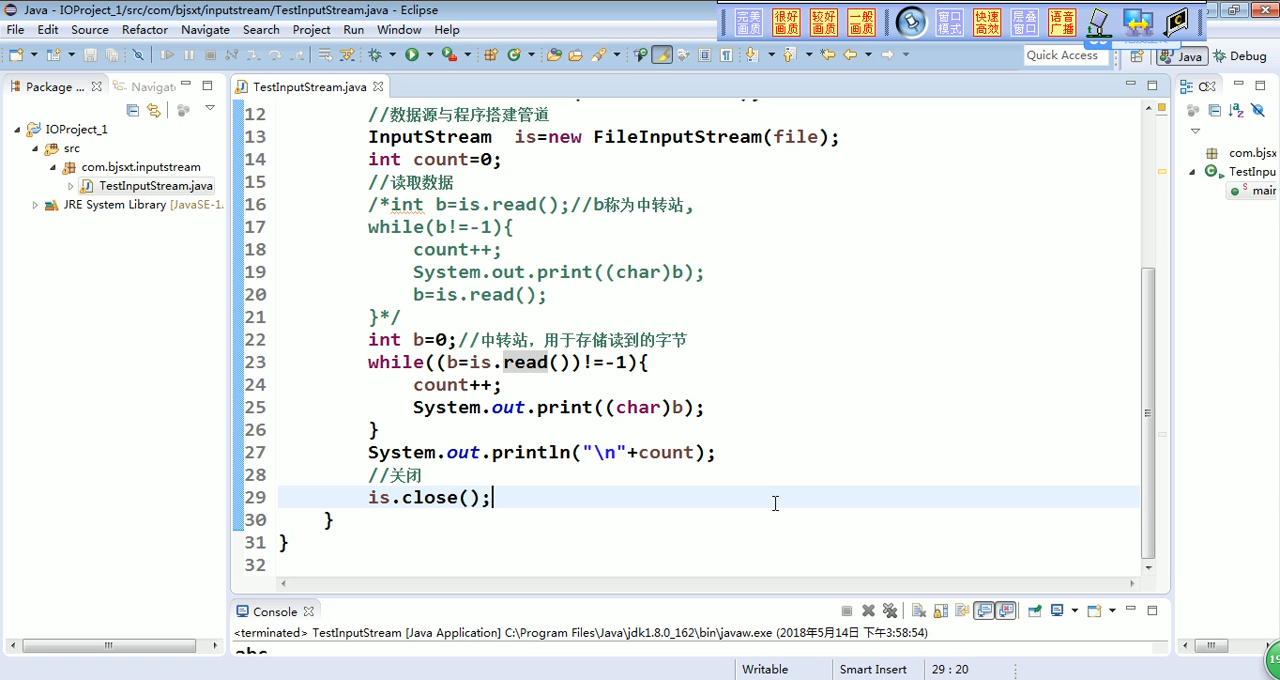 Java - IOProject_1/src/com/bjsxt/inputstream/TestInputStream.java - Eclipse
完美画质 很好画质 较好画质 一般画质 窗口模式 快速高效 层叠窗口 语音广播
File Edit Source Refactor Navigate Search Project Run Window Help
Quick Access Java Debug
Package ... Navigat
TestInputStream.java
IOProject_1
src
com.bjsxt.inputstream
TestInputStream.java
JRE System Library [JavaSE-1.
12 //数据源与程序搭建管道
13 InputStream is=new FileInputStream(file);
14 int count=0;
15 //读取数据
16 /*int b=is.read();//b称为中转站,
17 while(b!=-1){
18 count++;
19 System.out.print((char)b);
20 b=is.read();
21 }*/
22 int b=0;//中转站，用于存储读到的字节
23 while((b=is.read())!=-1){
24 count++;
25 System.out.print((char)b);
26 }
27 System.out.println("\n"+count);
28 //关闭
29 is.close();
30 }
31 }
32
com.bjsx
TestInpu
main
Console
<terminated> TestInputStream [Java Application] C:\Program Files\Java\jdk1.8.0_162\bin\javaw.exe (2018年5月14日 下午3:58:54)
abc
Writable Smart Insert 29 : 20